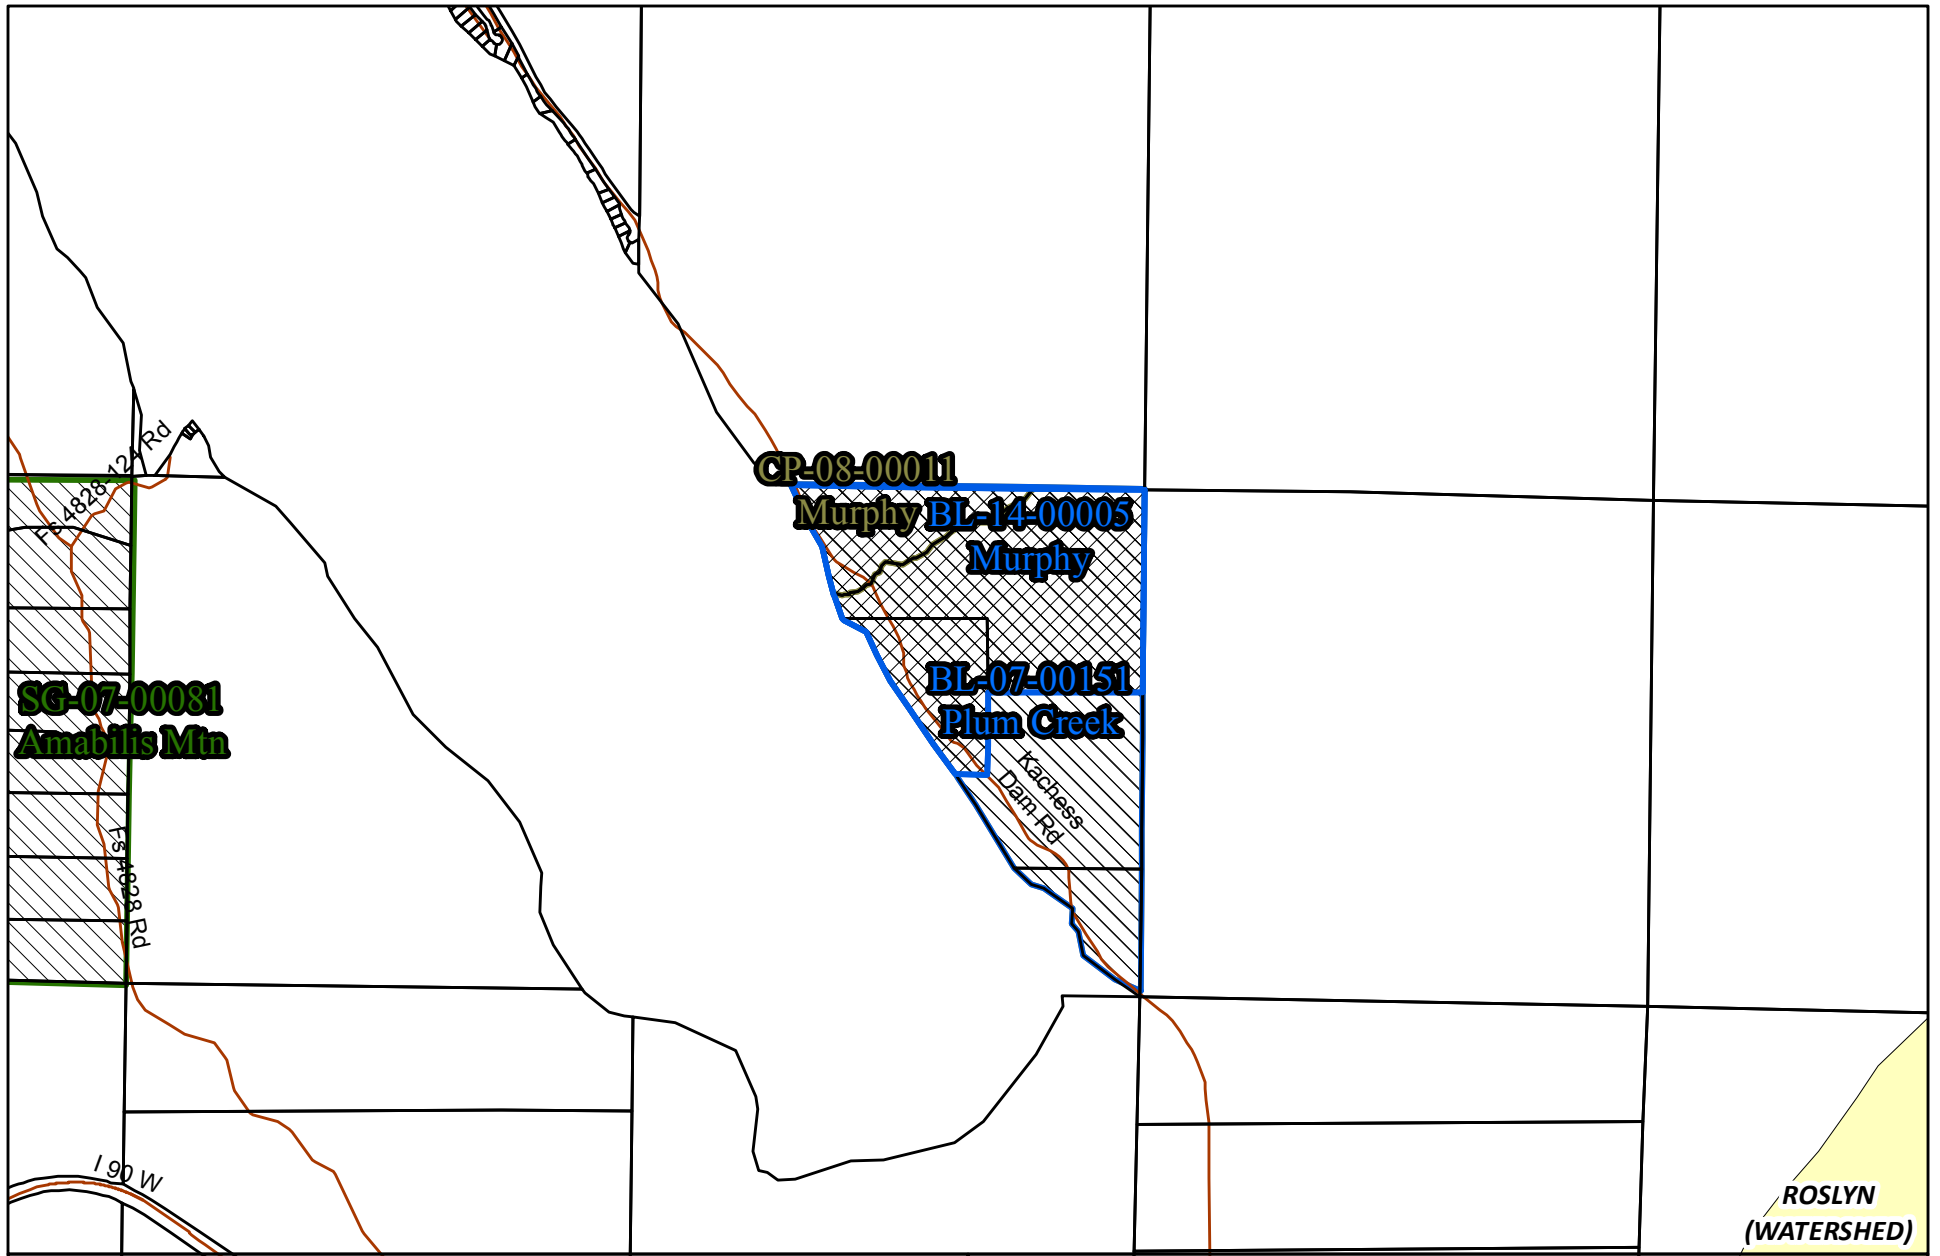 Fs 4828-124 Rd
CP-08-00011
Murphy
BL-14-00005
Murphy
SG-07-00081
Amabilis Mtn
BL-07-00151
Plum Creek
Kachess
Dam Rd
Fs 4828 Rd
I 90 W
ROSLYN
(WATERSHED)